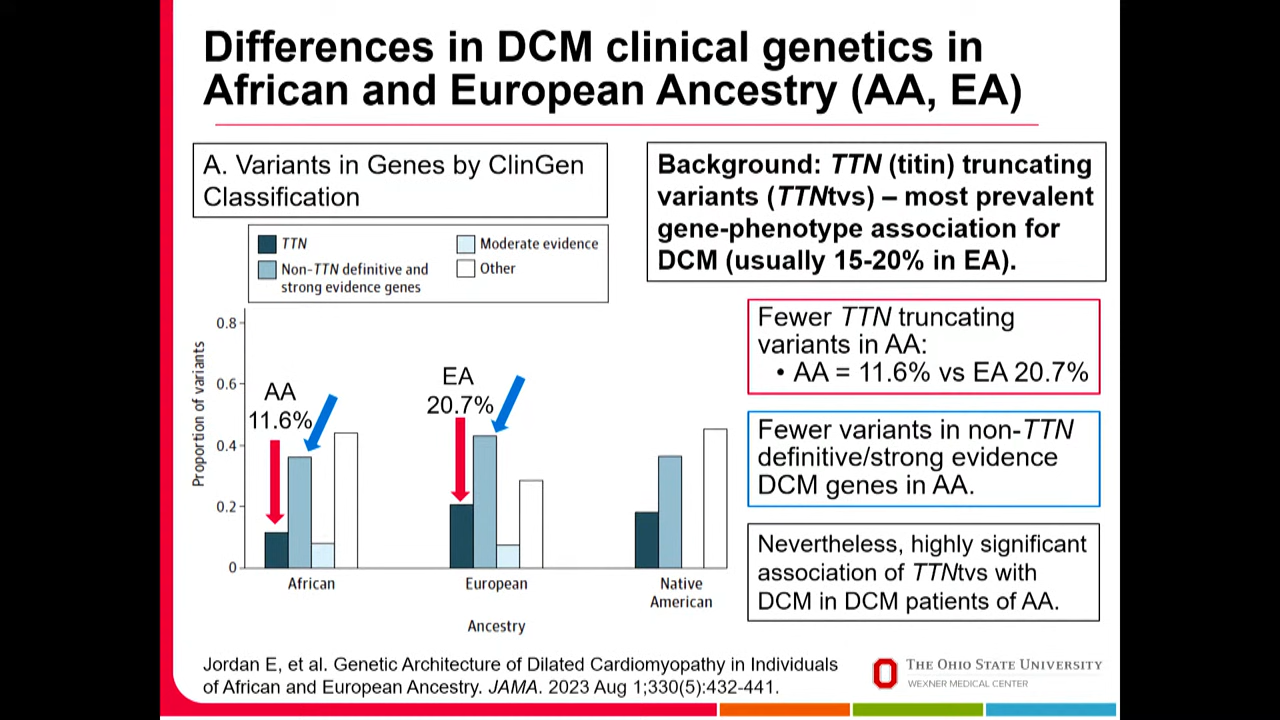 Differences in DCM clinical genetics in
African and European Ancestry (AA, EA)
A. Variants in Genes by ClinGen
Classification
TTN
Non-TTN definitive and
strong evidence genes
Moderate evidence
Other
Proportion of variants
0.8
0.6
0.4
0.2
0
AA
11.6%
EA
20.7%
African
European
Native
American
Ancestry
Background: TTN (titin) truncating
variants (TTNtvs) – most prevalent
gene-phenotype association for
DCM (usually 15-20% in EA).
Fewer TTN truncating
variants in AA:
• AA = 11.6% vs EA 20.7%
Fewer variants in non-TTN
definitive/strong evidence
DCM genes in AA.
Nevertheless, highly significant
association of TTNtvs with
DCM in DCM patients of AA.
Jordan E, et al. Genetic Architecture of Dilated Cardiomyopathy in Individuals
of African and European Ancestry. JAMA. 2023 Aug 1;330(5):432-441.
THE OHIO STATE UNIVERSITY
WEXNER MEDICAL CENTER